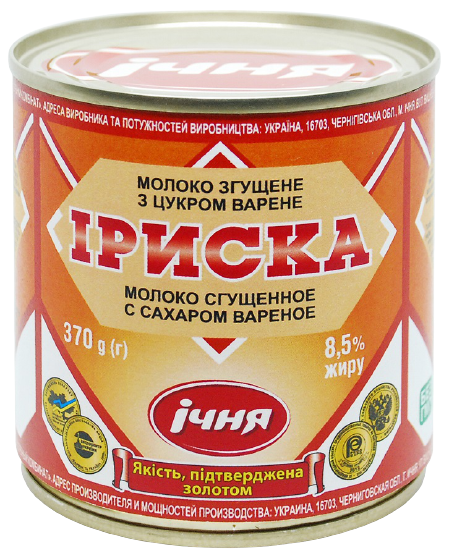 ічня
АДРЕСА ВИРОБНИКА ТА ПОТУЖНОСТЕЙ ВИРОБНИЦТВА: УКРАЇНА, 16703, ЧЕРНІГІВСЬКА ОБЛ., М. ІЧНЯ
МОЛОКО ЗГУЩЕНЕ
З ЦУКРОМ ВАРЕНЕ
ІРИСКА
МОЛОКО СГУЩЕННОЕ
С САХАРОМ ВАРЕНОЕ
370 g (г)
8,5%
жиру
ічня
Якість, підтверджена
золотом
АДРЕС ПРОИЗВОДИТЕЛЯ И МОЩНОСТЕЙ ПРОИЗВОДСТВА: УКРАИНА, 16703, ЧЕРНИГОВСКАЯ ОБЛ.